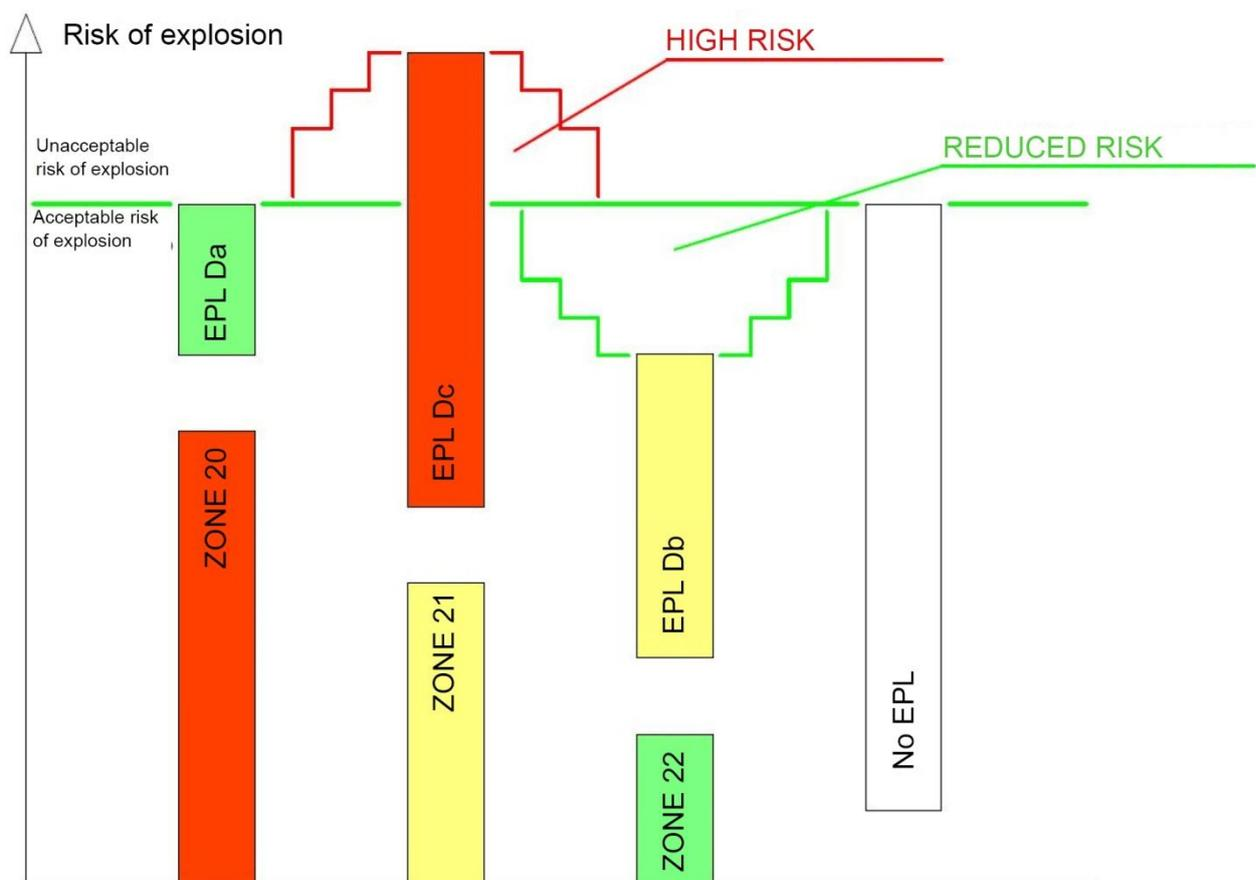 Risk of explosion
HIGH RISK
Unacceptable
risk of explosion
REDUCED RISK
Acceptable risk
of explosion
EPL Da
EPL Dc
ZONE 20
EPL Db
ZONE 21
No EPL
ZONE 22